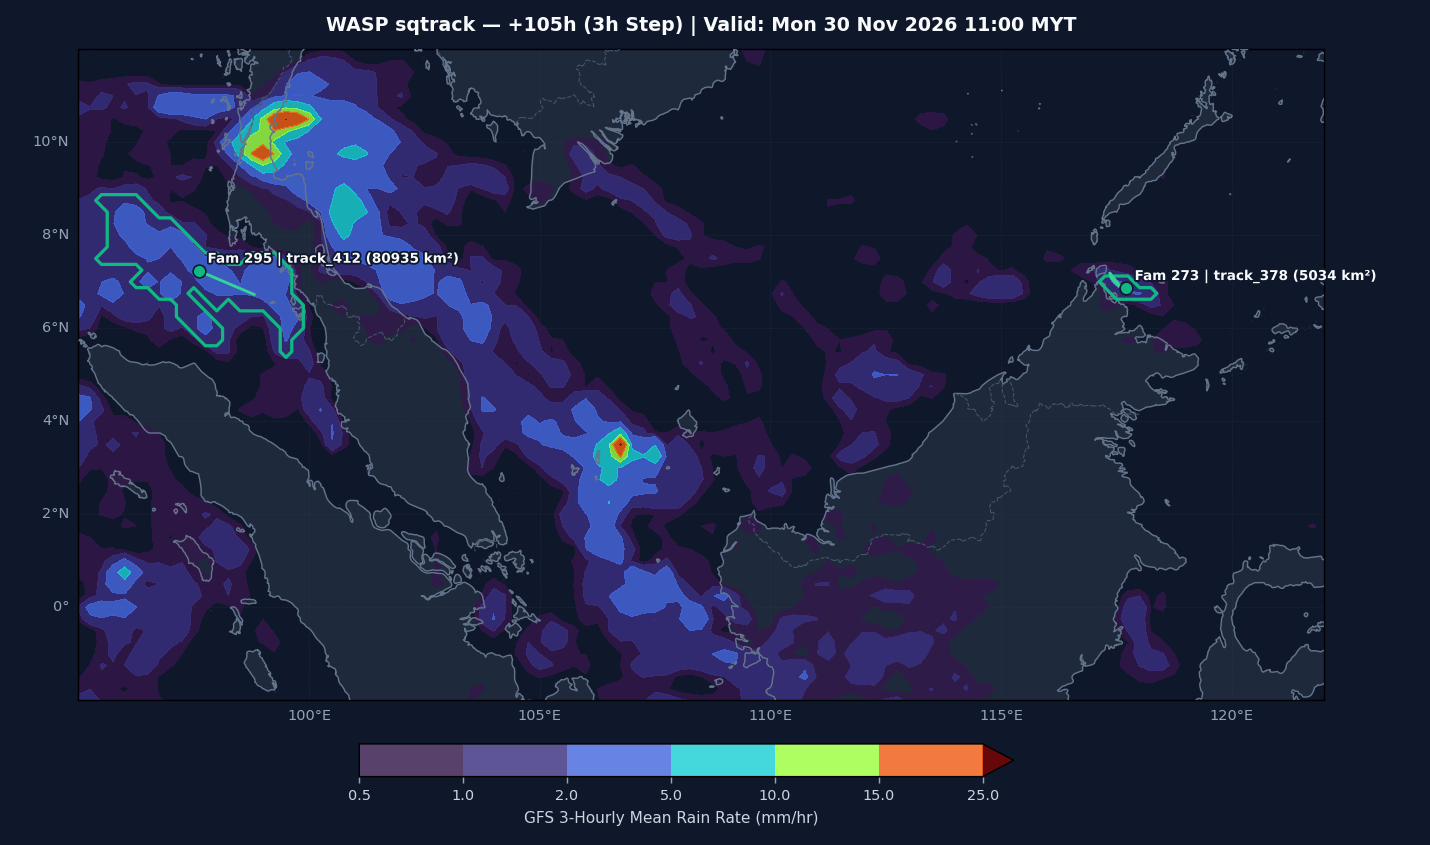 WASP sqtrack — +105h (3h Step) | Valid: Mon 30 Nov 2026 11:00 MYT
10°N
8°N
6°N
4°N
2°N
0°
Fam 295 | track_412 (80935 km²)
Fam 273 | track_378 (5034 km²)
100°E 105°E 110°E 115°E 120°E
0.5 1.0 2.0 5.0 10.0 15.0 25.0
GFS 3-Hourly Mean Rain Rate (mm/hr)